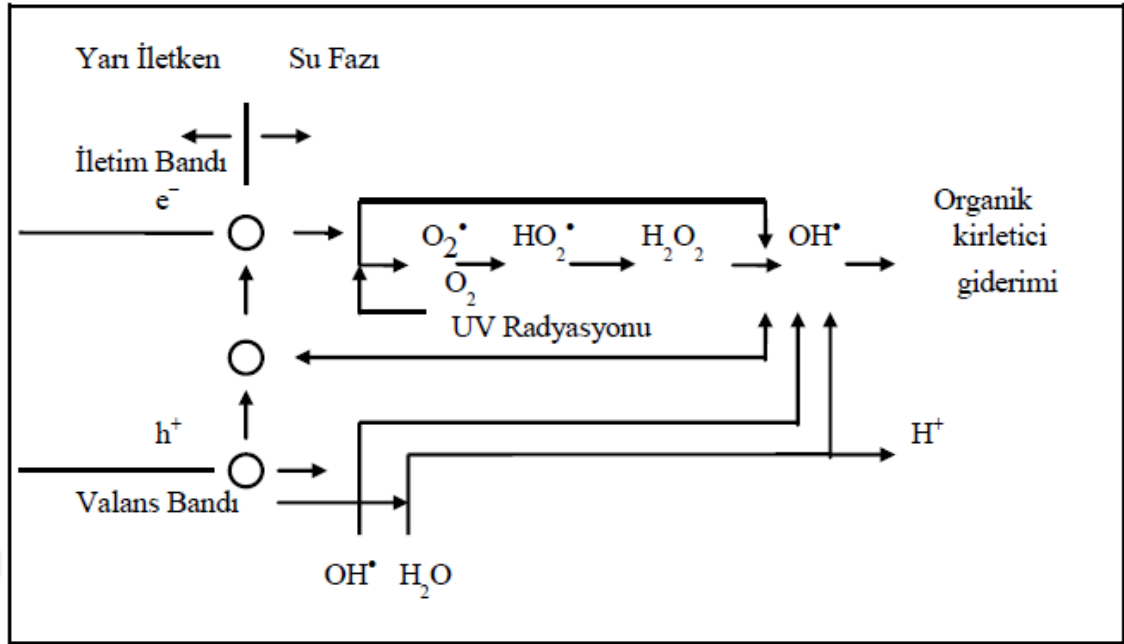 Yarı İletken Su Fazı
İletim Bandı
e⁻
O₂• HO₂• H₂O₂ OH•
O₂
UV Radyasyonu
Organik
kirletici
giderimi
h⁺
H⁺
Valans Bandı
OH• H₂O